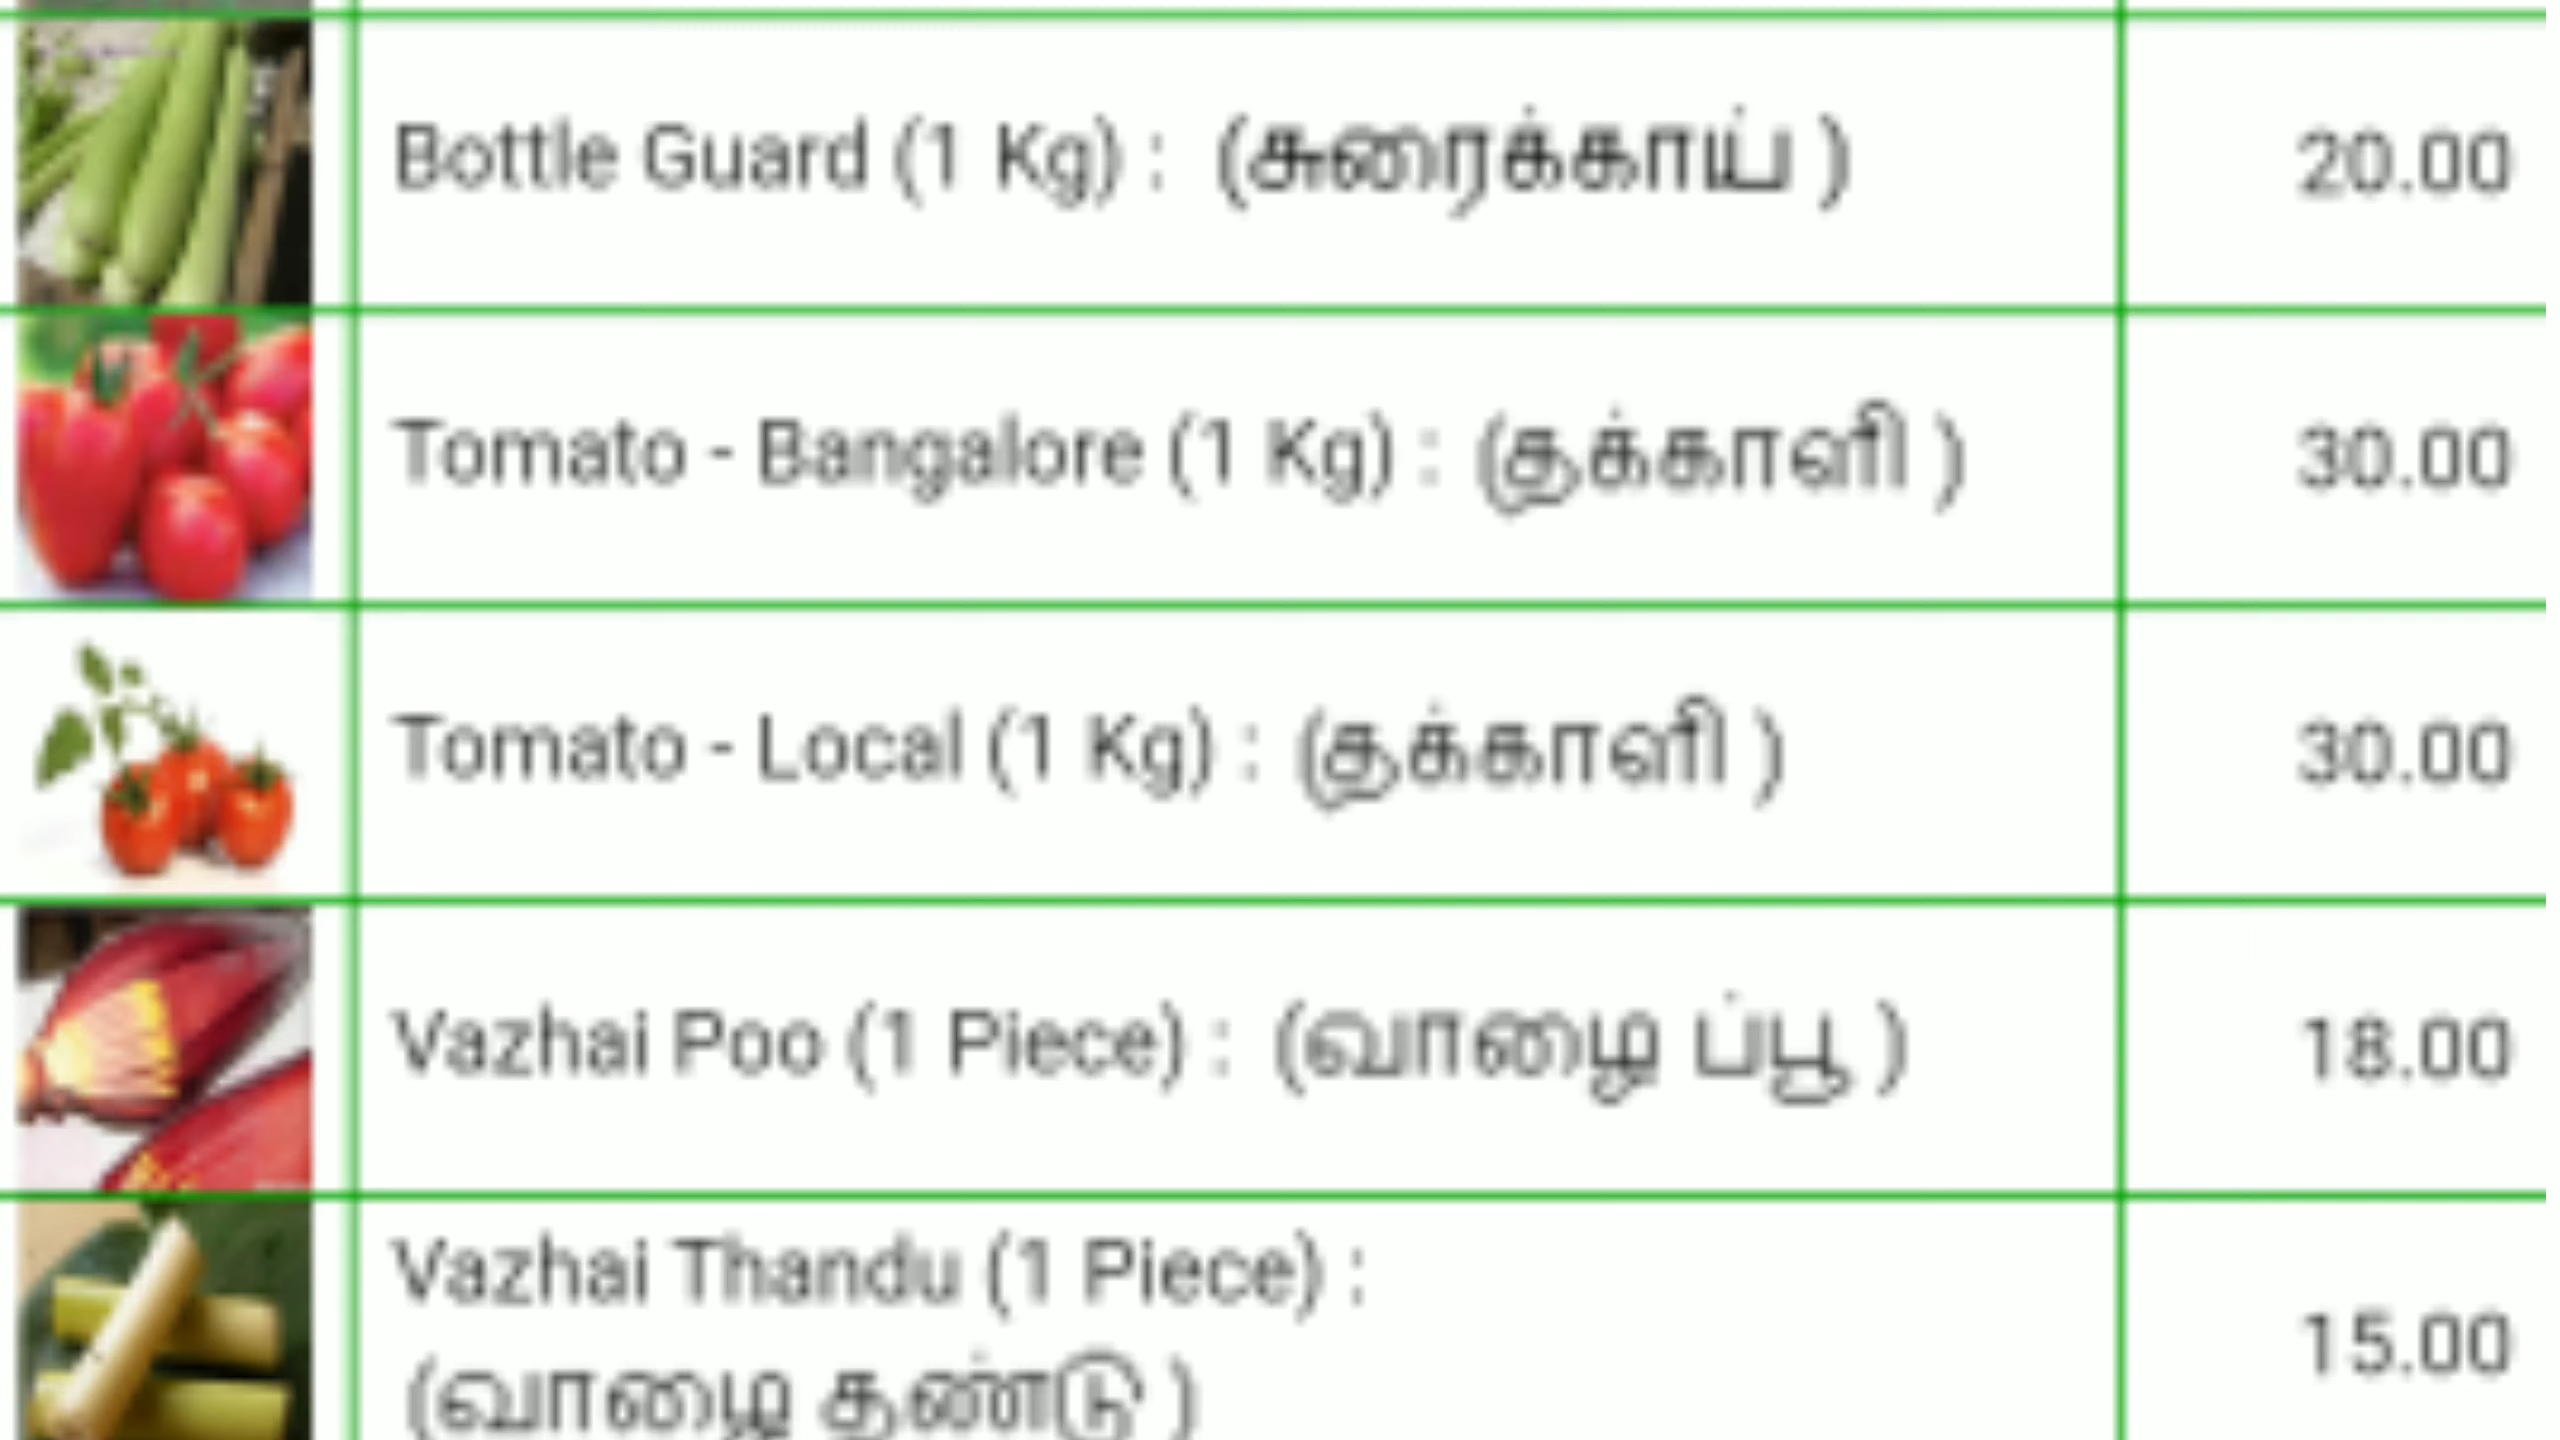 Bottle Guard (1 Kg) : (சுரைக்காய் ) 20.00
Tomato - Bangalore (1 Kg) : (தக்காளி ) 30.00
Tomato - Local (1 Kg) : (தக்காளி ) 30.00
Vazhai Poo (1 Piece) : (வாழை ப்பூ ) 18.00
Vazhai Thandu (1 Piece) : 15.00
(வாழை தண்டு )